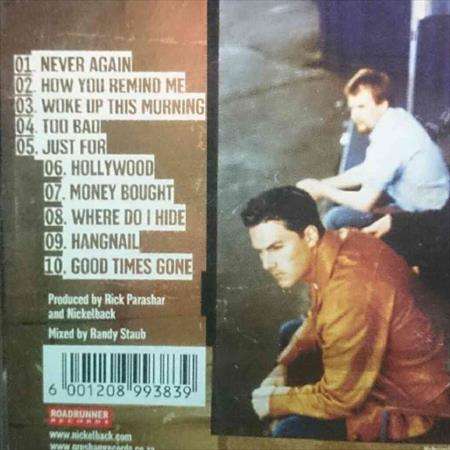 01. NEVER AGAIN
02. HOW YOU REMIND ME
03. WOKE UP THIS MORNING
04. TOO BAD
05. JUST FOR
06. HOLLYWOOD
07. MONEY BOUGHT
08. WHERE DO I HIDE
09. HANGNAIL
10. GOOD TIMES GONE
Produced by Rick Parashar
and Nickelback
Mixed by Randy Staub
6 001208 993839
ROADRUNNER
RECORDS
www.nickelback.com